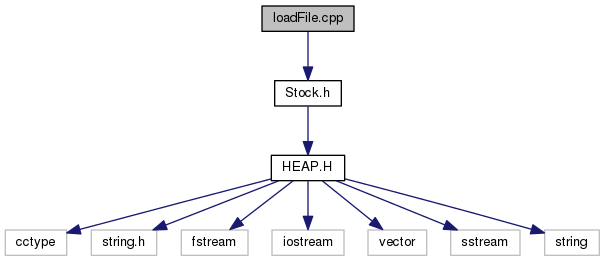 loadFile.cpp
Stock.h
HEAP.H
cctype
string.h
fstream
iostream
vector
sstream
string